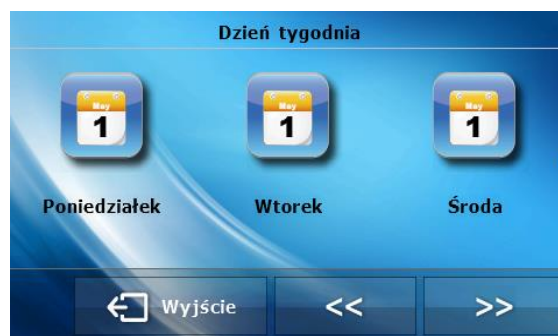 Dzień tygodnia
May May May
1 1 1
Poniedziałek Wtorek Środa
Wyjście << >>